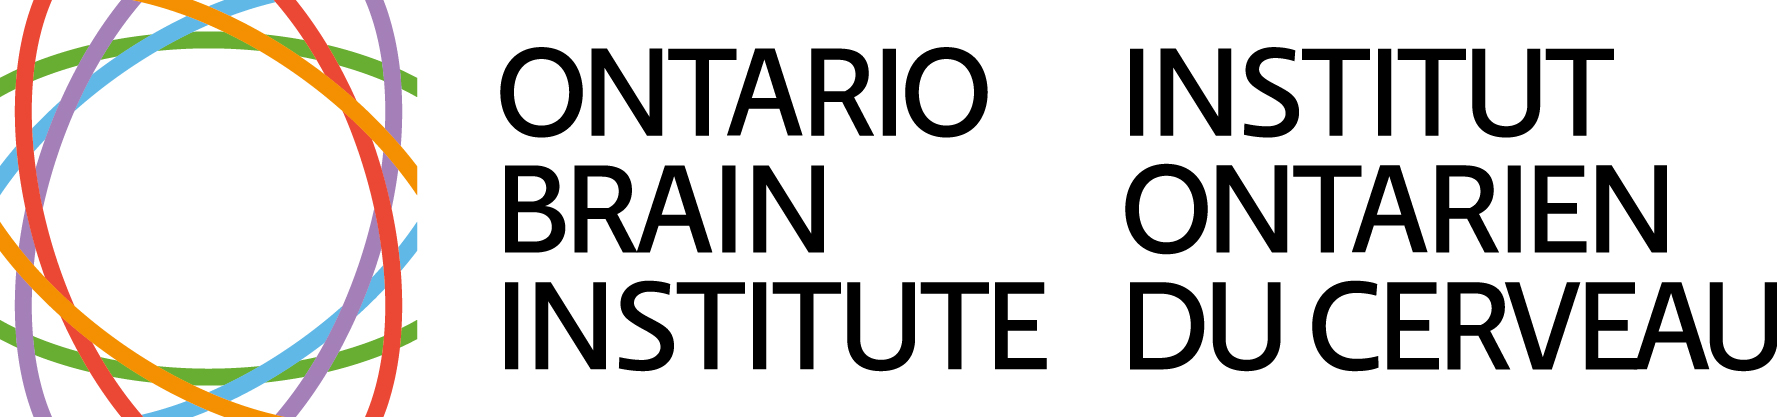 ONTARIO
BRAIN
INSTITUTE
INSTITUT
ONTARIEN
DU CERVEAU